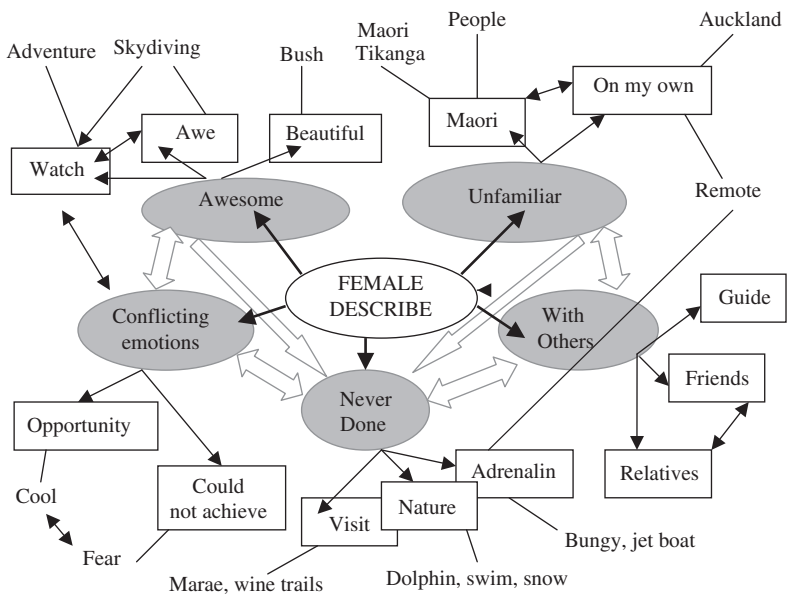 Adventure
Skydiving
Bush
Maori
Tikanga
People
Auckland
Watch
Awe
Beautiful
Maori
On my own
Awesome
Unfamiliar
Remote
FEMALE
DESCRIBE
Conflicting
emotions
With
Others
Guide
Never
Done
Friends
Opportunity
Relatives
Cool
Could
not achieve
Visit
Nature
Adrenalin
Fear
Marae, wine trails
Dolphin, swim, snow
Bungy, jet boat